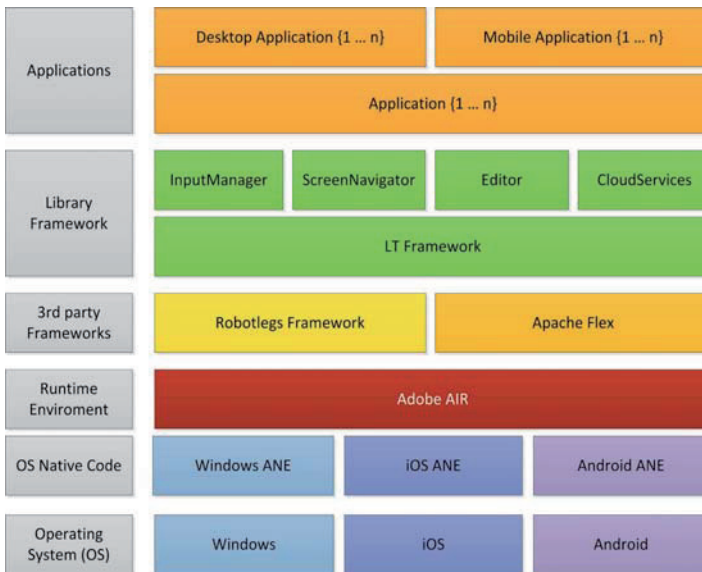 Applications
Desktop Application {1 ... n}
Mobile Application {1 ... n}
Application {1 ... n}
Library
Framework
InputManager
ScreenNavigator
Editor
CloudServices
LT Framework
3rd party
Frameworks
Robotlegs Framework
Apache Flex
Runtime
Enviroment
Adobe AIR
OS Native Code
Windows ANE
iOS ANE
Android ANE
Operating
System (OS)
Windows
iOS
Android